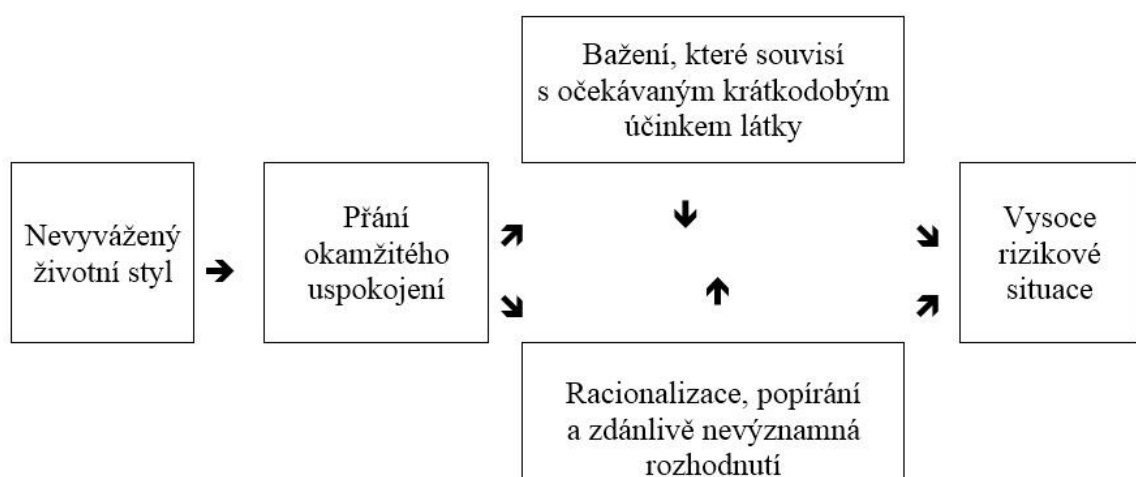 Bažení, které souvisí
s očekávaným krátkodobým
účinkem látky
Nevyvážený
životní styl
Přání
okamžitého
uspokojení
Vysoce
rizikové
situace
Racionalizace, popírání
a zdánlivě nevýznamná
rozhodnutí